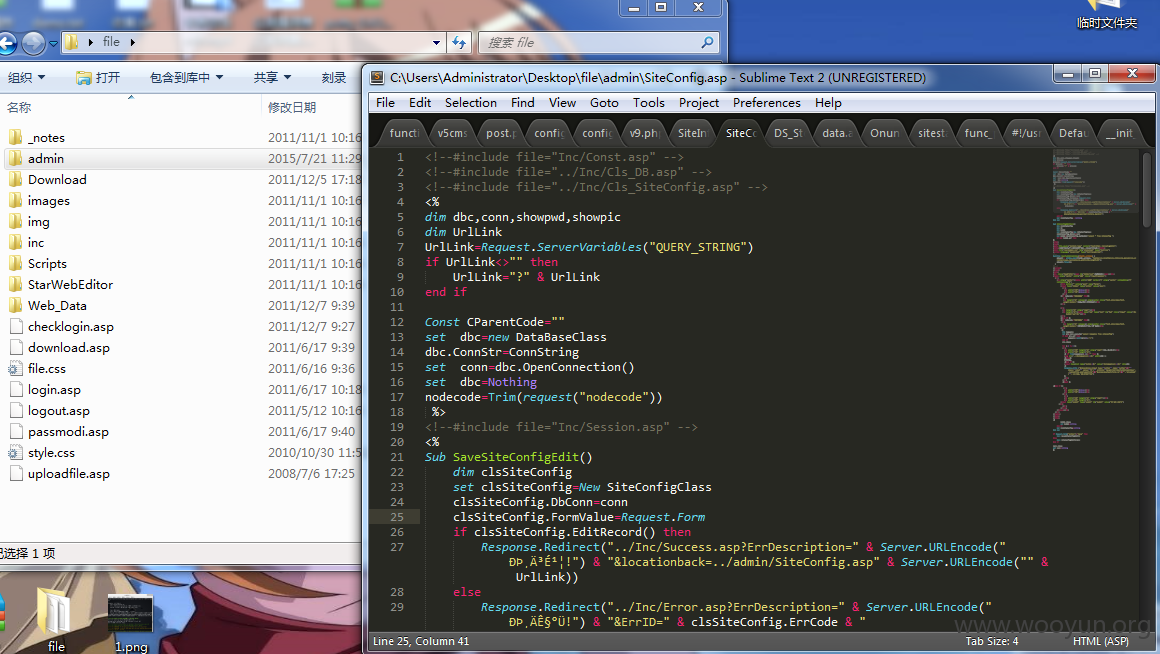 临时文件夹
file
搜索 file
组织
打开
包含到库中
共享
刻录
名称
修改日期
_notes 2011/11/1 10:16
admin 2015/7/21 11:29
Download 2011/12/5 17:18
images 2011/11/1 10:16
img 2011/11/1 10:16
inc 2011/11/1 10:16
Scripts 2011/11/1 10:16
StarWebEditor 2011/11/1 10:16
Web_Data 2011/12/7 9:39
checklogin.asp 2011/12/7 9:27
download.asp 2011/6/17 9:39
file.css 2011/6/16 9:36
login.asp 2011/6/17 10:18
logout.asp 2011/5/12 10:16
passmodi.asp 2011/6/17 9:40
style.css 2010/10/30 11:5
uploadfile.asp 2008/7/6 17:25
已选择 1 项
file
1.png
C:\Users\Administrator\Desktop\file\admin\SiteConfig.asp - Sublime Text 2 (UNREGISTERED)
File Edit Selection Find View Goto Tools Project Preferences Help
functi v5cms post.p config config v9.php SiteIn SiteCo DS_St data.a Onun sitest func_ #!/usr Defau __init_
1 <!--#include file="Inc/Const.asp" -->
2 <!--#include file="../Inc/Cls_DB.asp" -->
3 <!--#include file="../Inc/Cls_SiteConfig.asp" -->
4 <%
5 dim dbc,conn,showpwd,showpic
6 dim UrlLink
7 UrlLink=Request.ServerVariables("QUERY_STRING")
8 if UrlLink<>"" then
9 UrlLink="?" & UrlLink
10 end if
11
12 Const CParentCode=""
13 set dbc=new DataBaseClass
14 dbc.ConnStr=ConnString
15 set conn=dbc.OpenConnection()
16 set dbc=Nothing
17 nodecode=Trim(request("nodecode"))
18 %>
19 <!--#include file="Inc/Session.asp" -->
20 <%
21 Sub SaveSiteConfigEdit()
22 dim clsSiteConfig
23 set clsSiteConfig=New SiteConfigClass
24 clsSiteConfig.DbConn=conn
25 clsSiteConfig.FormValue=Request.Form
26 if clsSiteConfig.EditRecord() then
27 Response.Redirect("../Inc/Success.asp?ErrDescription=" & Server.URLEncode("
ÐÞ¸Ä³É¹¦!") & "&locationback=../admin/SiteConfig.asp" & Server.URLEncode("" &
UrlLink))
28 else
29 Response.Redirect("../Inc/Error.asp?ErrDescription=" & Server.URLEncode("
ÐÞ¸ÄÊ§°Ü!") & "&ErrID=" & clsSiteConfig.ErrCode & "
www.wooyun.org
Line 25, Column 41
Tab Size: 4
HTML (ASP)